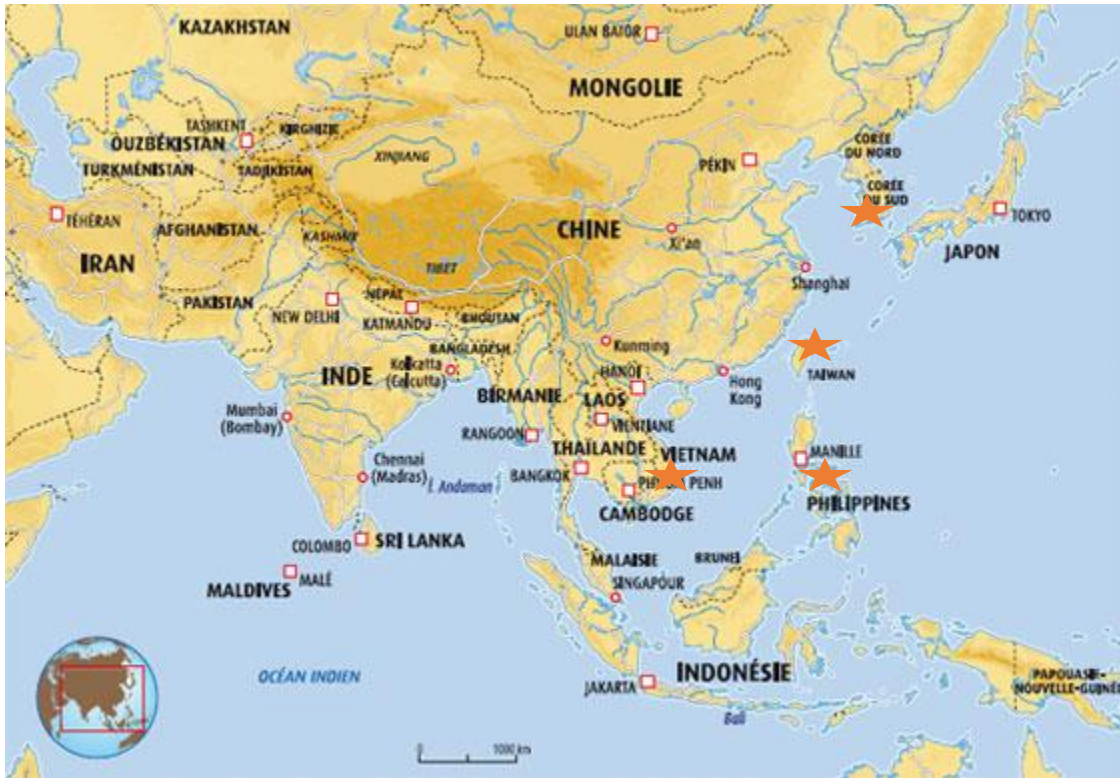 KAZAKHSTAN
ULAN BATOR
MONGOLIE
TASHKENT
OUZBÉKISTAN
KIRGHIZIE
TURKMÉNISTAN
TADJIKISTAN
XINJIANG
PÉKIN
CORÉE
DU NORD
CORÉE
DU SUD
TÉHÉRAN
AFGHANISTAN
KASHMIR
CHINE
Xi'an
TOKYO
JAPON
IRAN
TIBET
Shanghai
PAKISTAN
NEW DELHI
NÉPAL
KATMANDU
BHOUTAN
BANGLADESH
Kunming
INDE
Kolkatta
(Calcutta)
HANOÏ
Hong
Kong
TAIWAN
BIRMANIE
LAOS
Mumbai
(Bombay)
RANGOON
VIENTIANE
THAÏLANDE
VIETNAM
MANILLE
Chennai
(Madras)
I. Andaman
BANGKOK
PENH
PHILIPPINES
CAMBODGE
COLOMBO
SRI LANKA
MALAISIE
BRUNEI
MALDIVES
MALÉ
SINGAPOUR
OCÉAN INDIEN
INDONÉSIE
JAKARTA
PAPOUASIE-
NOUVELLE-GUINÉE
Bali
0 1000 km